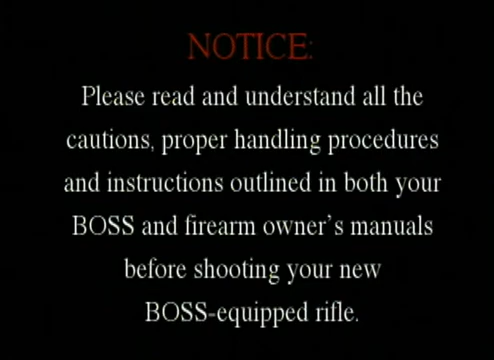 NOTICE:
Please read and understand all the
cautions, proper handling procedures
and instructions outlined in both your
BOSS and firearm owner's manuals
before shooting your new
BOSS-equipped rifle.